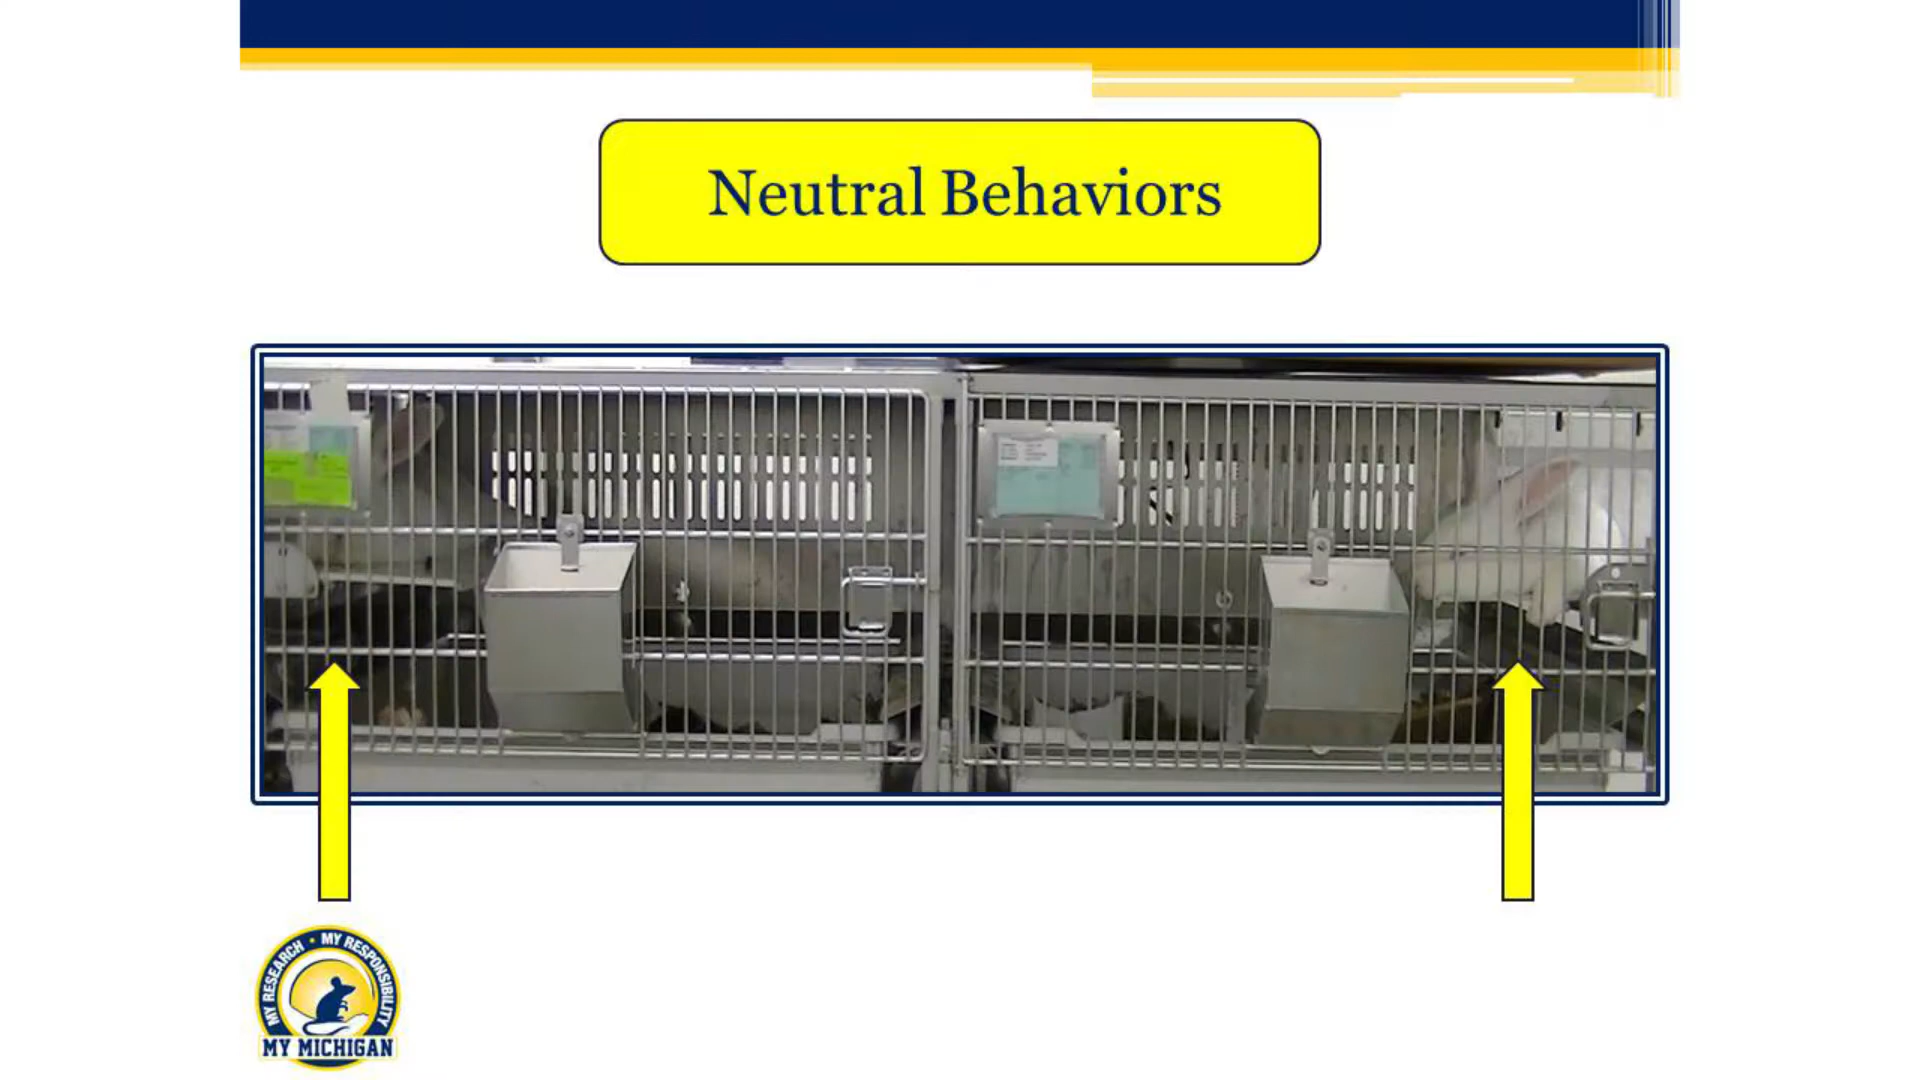 Neutral Behaviors
MY RESEARCH • MY RESPONSIBILITY
MY MICHIGAN